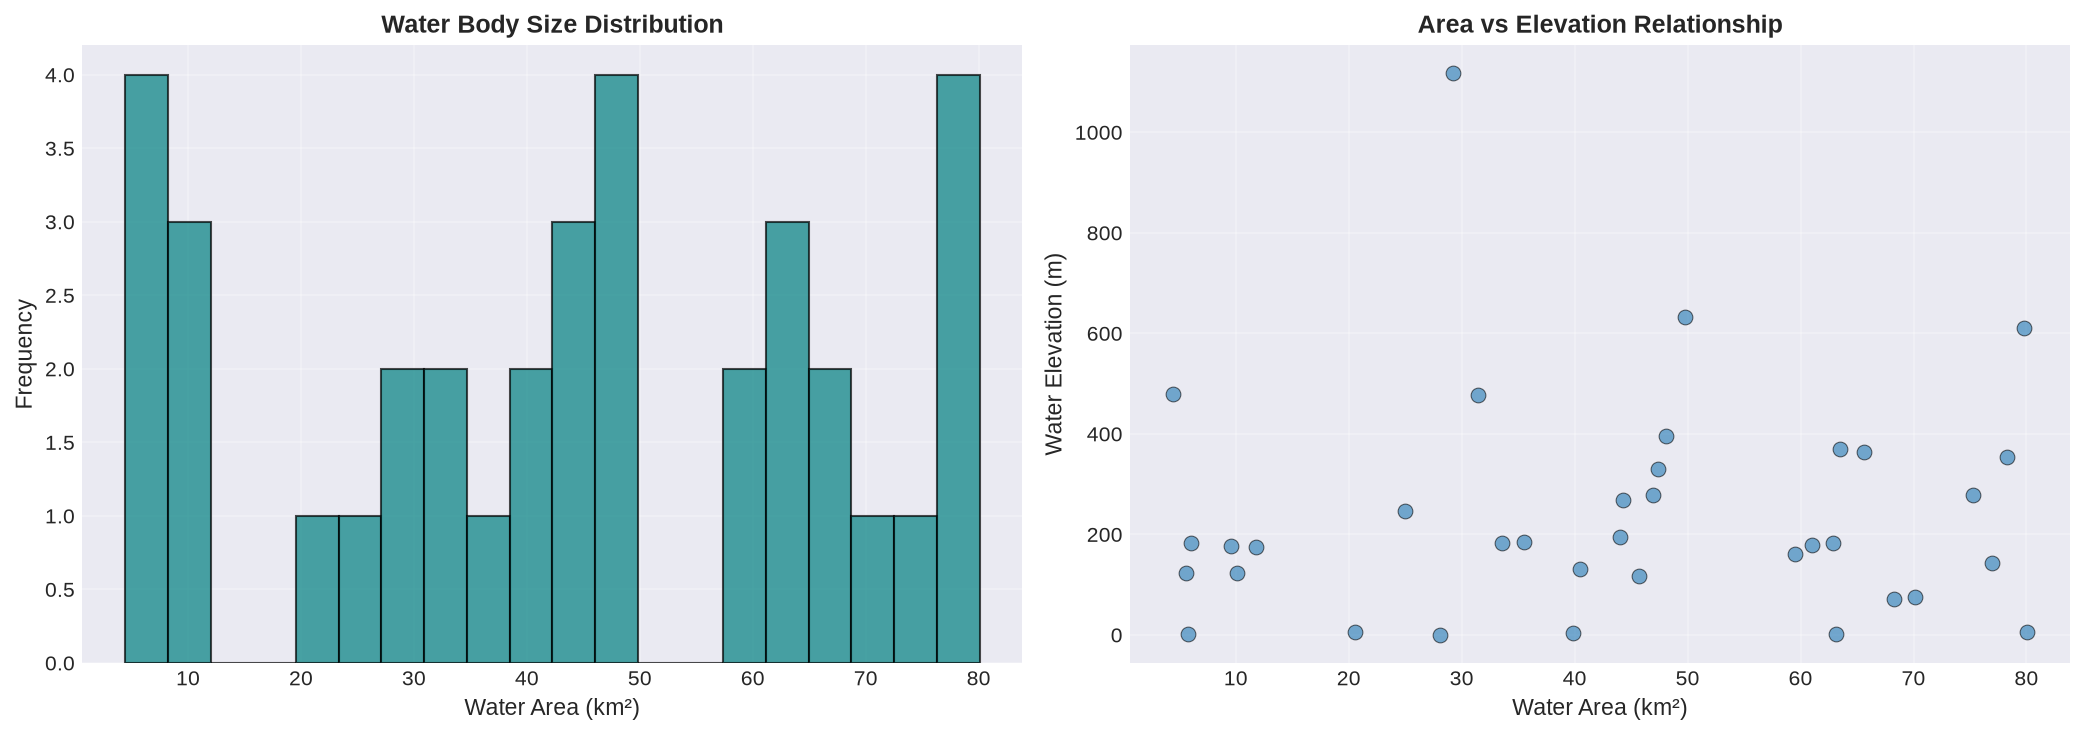 Water Body Size Distribution
4.0
3.5
3.0
2.5
2.0
1.5
1.0
0.5
0.0
Frequency
10 20 30 40 50 60 70 80
Water Area (km²)
Area vs Elevation Relationship
1000
800
600
400
200
0
Water Elevation (m)
10 20 30 40 50 60 70 80
Water Area (km²)